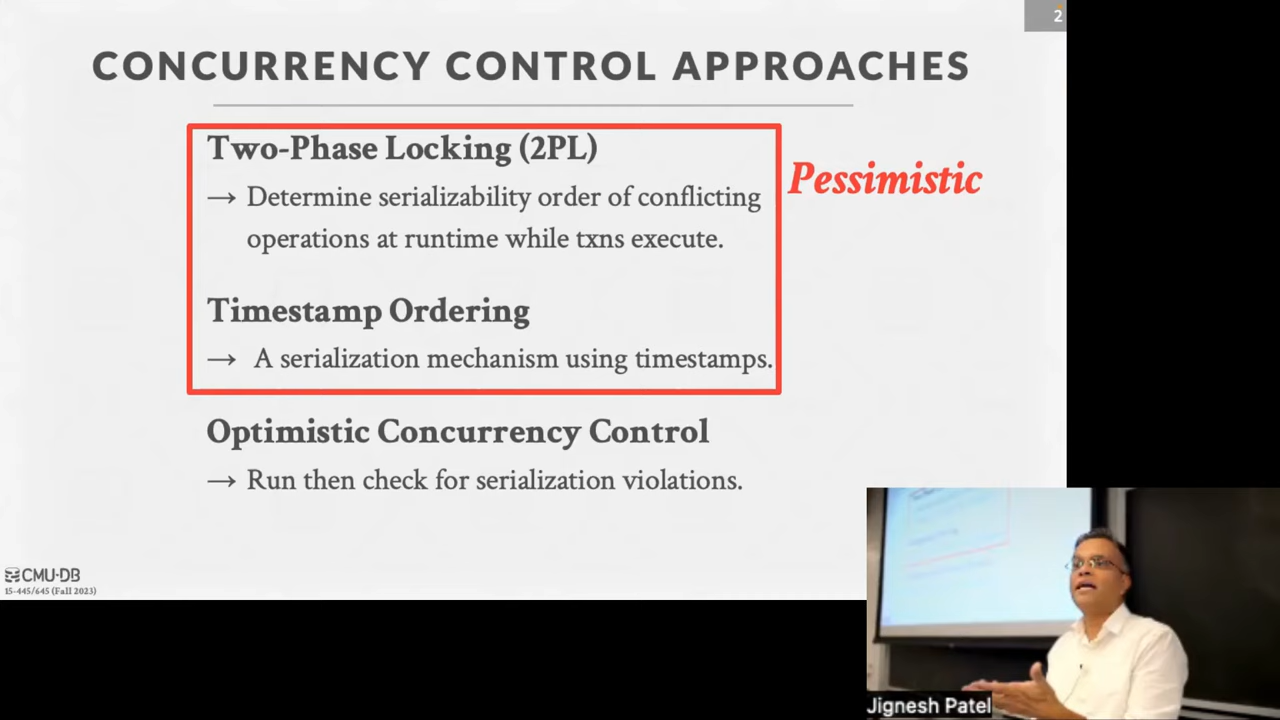 2
CONCURRENCY CONTROL APPROACHES
Two-Phase Locking (2PL)
→ Determine serializability order of conflicting
operations at runtime while txns execute.
Pessimistic
Timestamp Ordering
→ A serialization mechanism using timestamps.
Optimistic Concurrency Control
→ Run then check for serialization violations.
CMU·DB
15-445/645 (Fall 2023)
Jignesh Patel